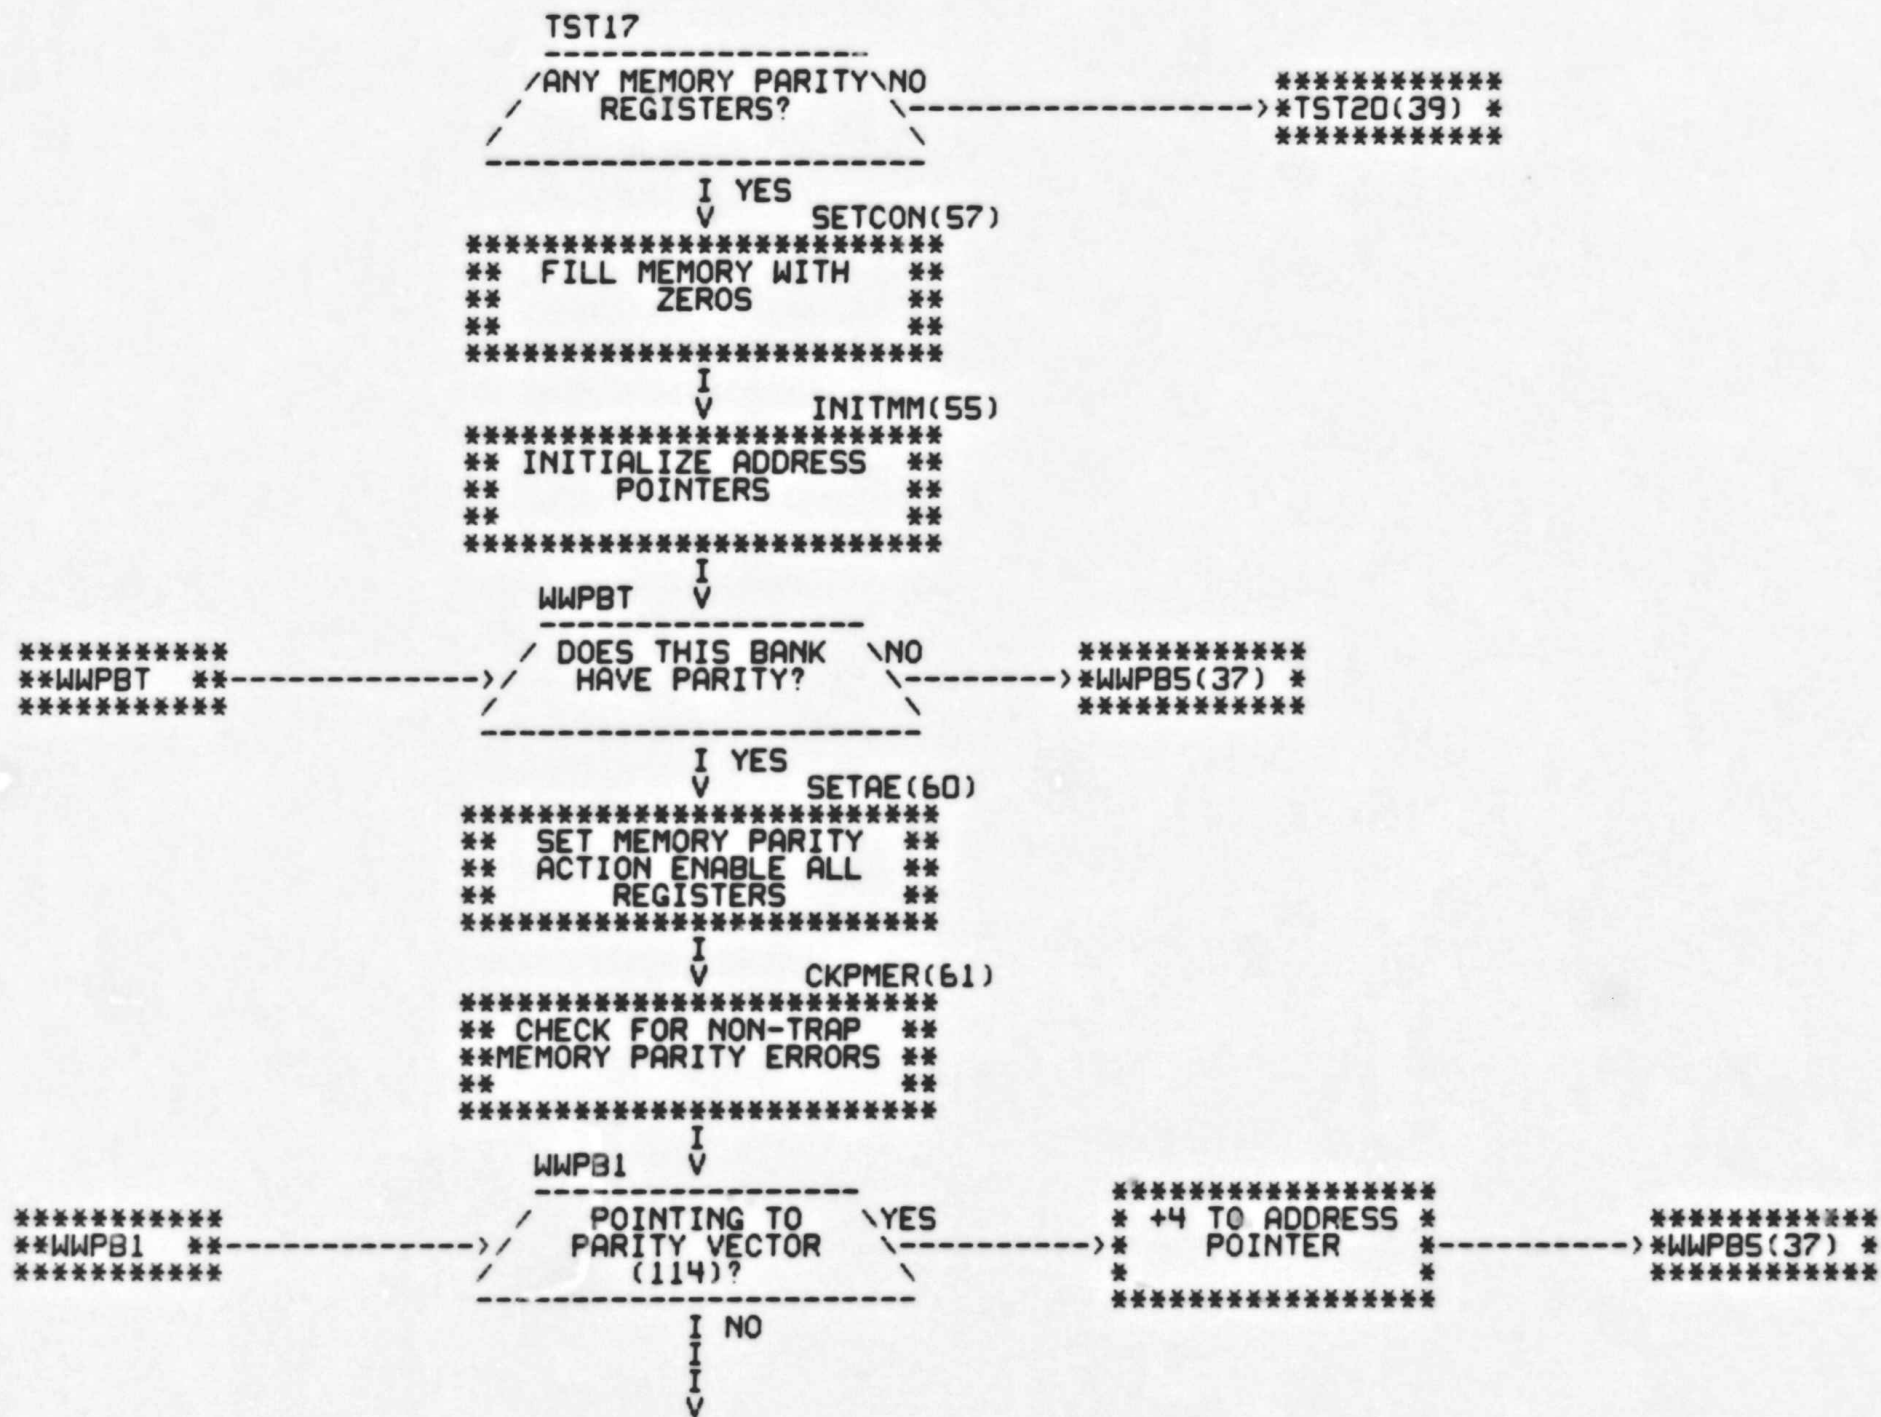 TST17
------------------
/ANY MEMORY PARITY\NO ************
/ REGISTERS? \------------------->*TST20(39) *
/ \ ************
------------------------
I YES
V SETCON(57)
*************************
** FILL MEMORY WITH **
** ZEROS **
** **
*************************
I
V INITMM(55)
*************************
** INITIALIZE ADDRESS **
** POINTERS **
** **
*************************
I
WWPBT V
------------------
*********** / DOES THIS BANK \NO ************
**WWPBT **-------------->/ HAVE PARITY? \-------->*WWPB5(37) *
*********** / \ ************
------------------------
I YES
V SETAE(60)
*************************
** SET MEMORY PARITY **
** ACTION ENABLE ALL **
** REGISTERS **
*************************
I
V CKPMER(61)
*************************
** CHECK FOR NON-TRAP **
**MEMORY PARITY ERRORS **
** **
*************************
I
WWPB1 V
------------------ *****************
*********** / POINTING TO \YES * +4 TO ADDRESS * ************
**WWPB1 **-------------->/ PARITY VECTOR \---------->* POINTER *---------->*WWPB5(37) *
*********** / (114)? \ * * ************
------------------------ *****************
I NO
I
I
V